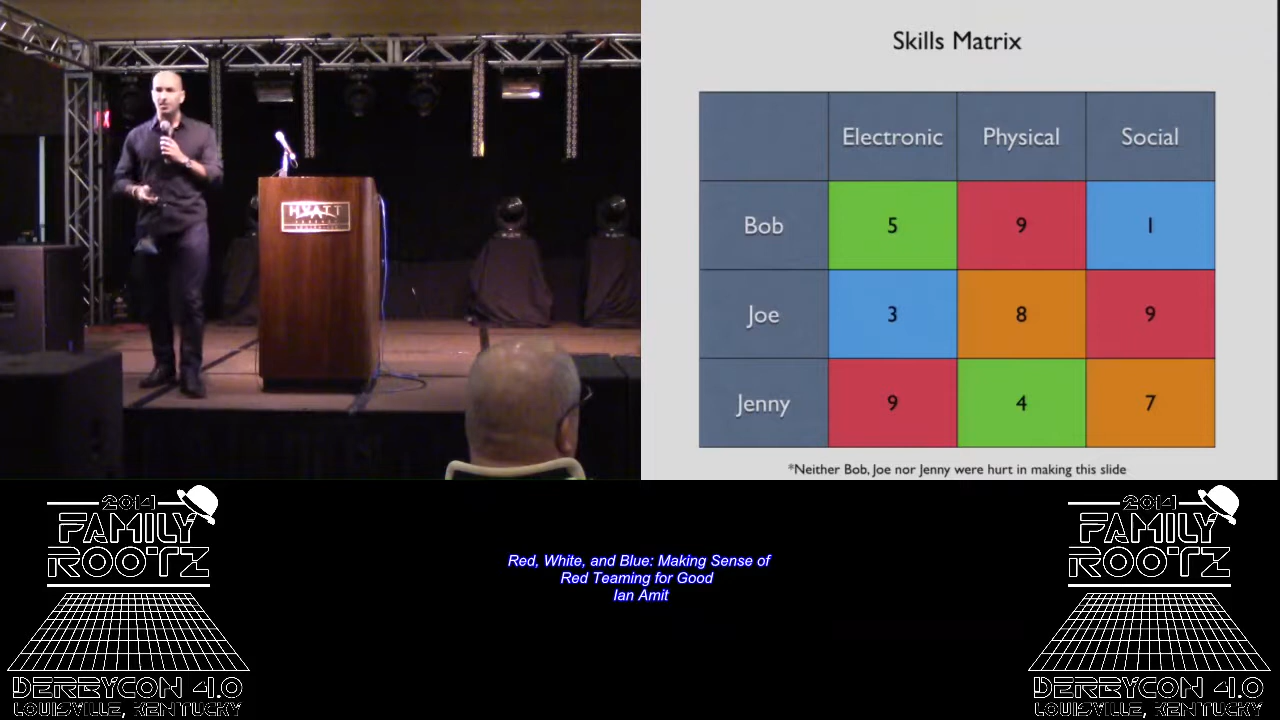 Skills Matrix
Electronic Physical Social
Bob 5 9 1
Joe 3 8 9
Jenny 9 4 7
*Neither Bob, Joe nor Jenny were hurt in making this slide
HYATT
2014
FAMILY
ROOTZ
DERBYCON 4.0
LOUISVILLE, KENTUCKY
Red, White, and Blue: Making Sense of
Red Teaming for Good
Ian Amit
2014
FAMILY
ROOTZ
DERBYCON 4.0
LOUISVILLE, KENTUCKY